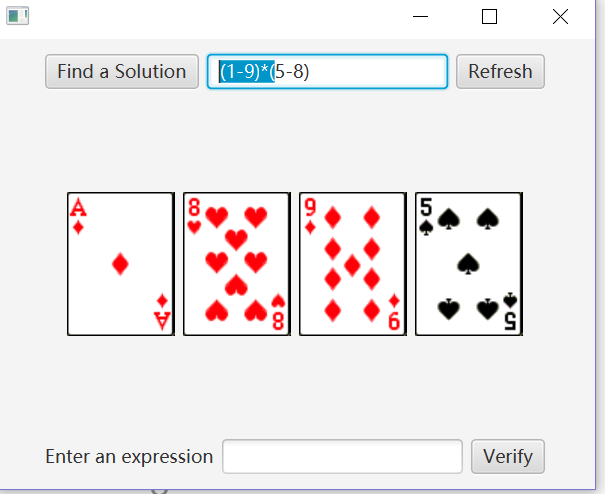 Find a Solution (1-9)*(5-8) Refresh
A 8 9 5
A 8 9 5
Enter an expression Verify